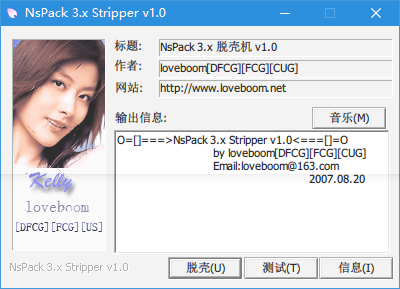 NsPack 3.x Stripper v1.0
标题: NsPack 3.x 脱壳机 v1.0
作者: loveboom[DFCG][FCG][CUG]
网站: http://www.loveboom.net
输出信息: 音乐(M)
O=[]===>NsPack 3.x Stripper v1.0<===[]=O
by loveboom[DFCG][FCG][CUG]
Email:loveboom@163.com
2007.08.20
Kelly
loveboom
[DFCG][FCG][US]
NsPack 3.x Stripper v1.0
脱壳(U) 测试(T) 信息(I)